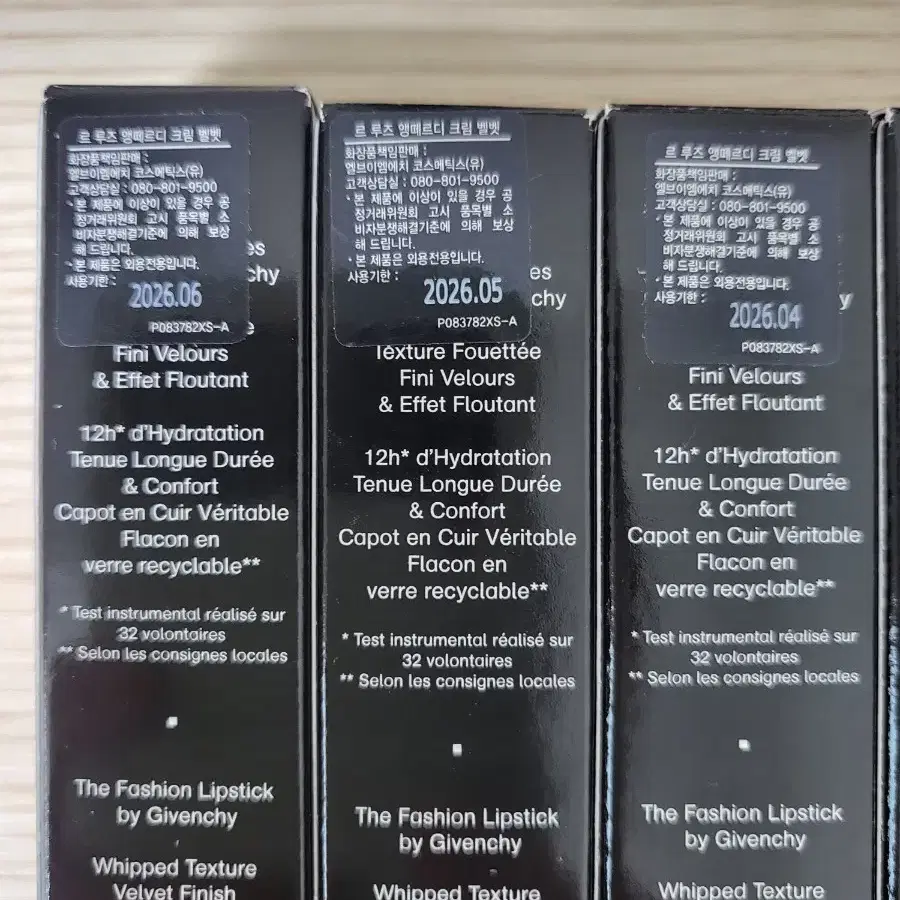 르 루즈 앵떼르디 크림 벨벳
화장품책임판매 :
엘브이엠에치 코스메틱스(유)
고객상담실 : 080-801-9500
· 본 제품에 이상이 있을 경우 공
정거래위원회 고시 품목별 소
비자분쟁해결기준에 의해 보상
해 드립니다.
· 본 제품은 외용전용입니다.
사용기한 :
2026.06
P083782XS-A
es
chy
e
Fini Velours
& Effet Floutant
12h* d'Hydratation
Tenue Longue Durée
& Confort
Capot en Cuir Véritable
Flacon en
verre recyclable**
* Test instrumental réalisé sur
32 volontaires
** Selon les consignes locales
The Fashion Lipstick
by Givenchy
Whipped Texture
Velvet Finish
르 루즈 앵떼르디 크림 벨벳
화장품책임판매 :
엘브이엠에치 코스메틱스(유)
고객상담실 : 080-801-9500
· 본 제품에 이상이 있을 경우 공
정거래위원회 고시 품목별 소
비자분쟁해결기준에 의해 보상
해 드립니다.
· 본 제품은 외용전용입니다.
사용기한 :
2026.05
P083782XS-A
es
chy
Texture Fouettée
Fini Velours
& Effet Floutant
12h* d'Hydratation
Tenue Longue Durée
& Confort
Capot en Cuir Véritable
Flacon en
verre recyclable**
* Test instrumental réalisé sur
32 volontaires
** Selon les consignes locales
The Fashion Lipstick
by Givenchy
Whipped Texture
르 루즈 앵떼르디 크림 벨벳
화장품책임판매 :
엘브이엠에치 코스메틱스(유)
고객상담실 : 080-801-9500
· 본 제품에 이상이 있을 경우 공
정거래위원회 고시 품목별 소
비자분쟁해결기준에 의해 보상
해 드립니다.
· 본 제품은 외용전용입니다.
사용기한 :
2026.04
P083782XS-A
y
Fini Velours
& Effet Floutant
12h* d'Hydratation
Tenue Longue Durée
& Confort
Capot en Cuir Véritable
Flacon en
verre recyclable**
* Test instrumental réalisé sur
32 volontaires
** Selon les consignes locales
The Fashion Lipstick
by Givenchy
Whipped Texture